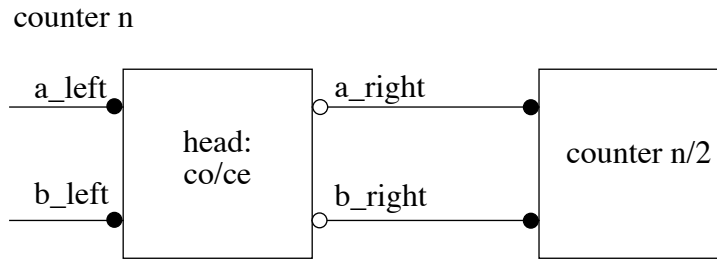 counter n
a_left
a_right
head:
co/ce
counter n/2
b_left
b_right